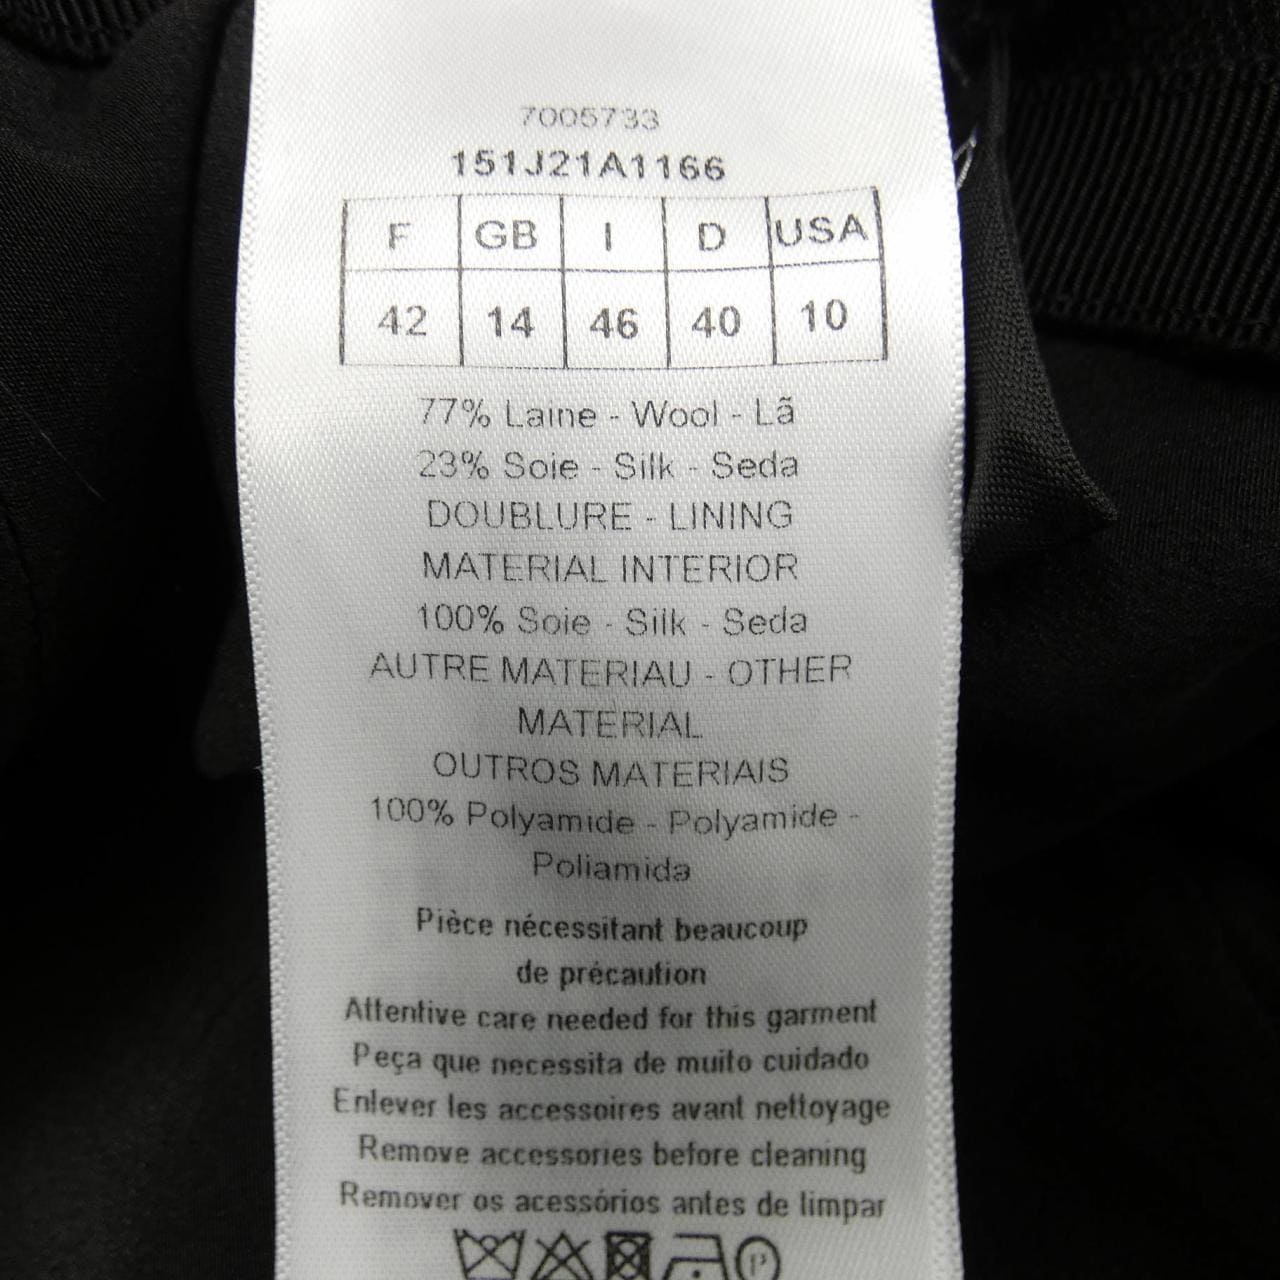 7005733
151J21A1166
F GB I D USA
42 14 46 40 10
77% Laine - Wool - Lã
23% Soie - Silk - Seda
DOUBLURE - LINING
MATERIAL INTERIOR
100% Soie - Silk - Seda
AUTRE MATERIAU - OTHER
MATERIAL
OUTROS MATERIAIS
100% Polyamide - Polyamide -
Poliamida
Pièce nécessitant beaucoup
de précaution
Attentive care needed for this garment
Peça que necessita de muito cuidado
Enlever les accessoires avant nettoyage
Remove accessories before cleaning
Remover os acessórios antes de limpar
P